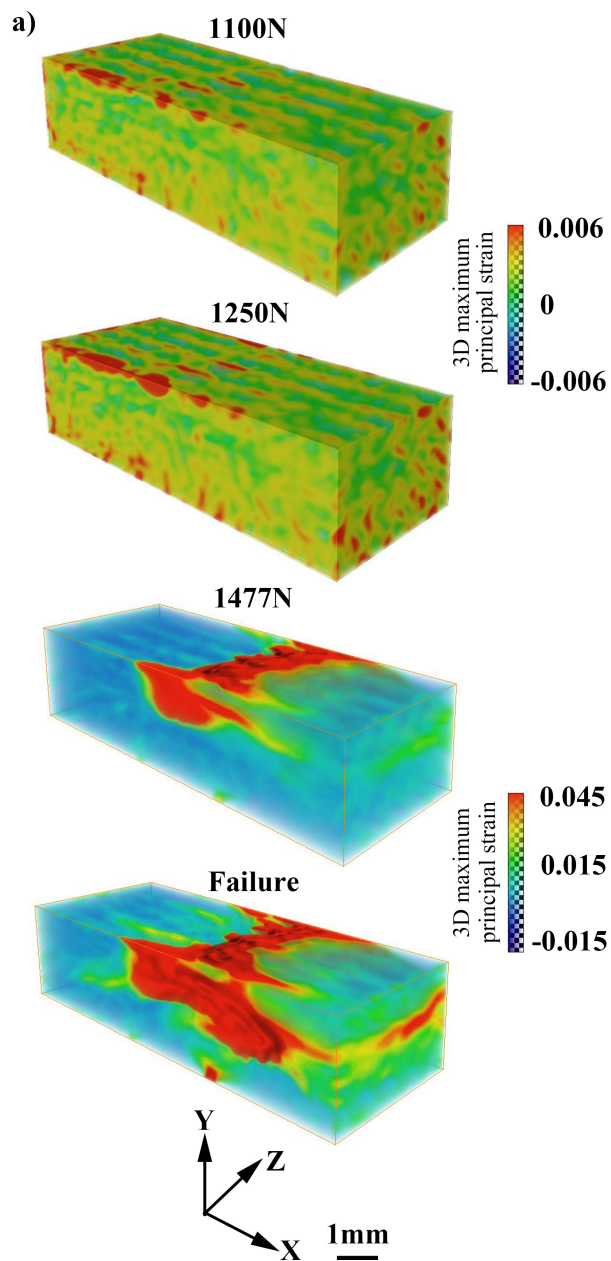 a)
1100N
1250N
3D maximum
principal strain
0.006
0
-0.006
1477N
Failure
3D maximum
principal strain
0.045
0.015
-0.015
Y
Z
X
1mm